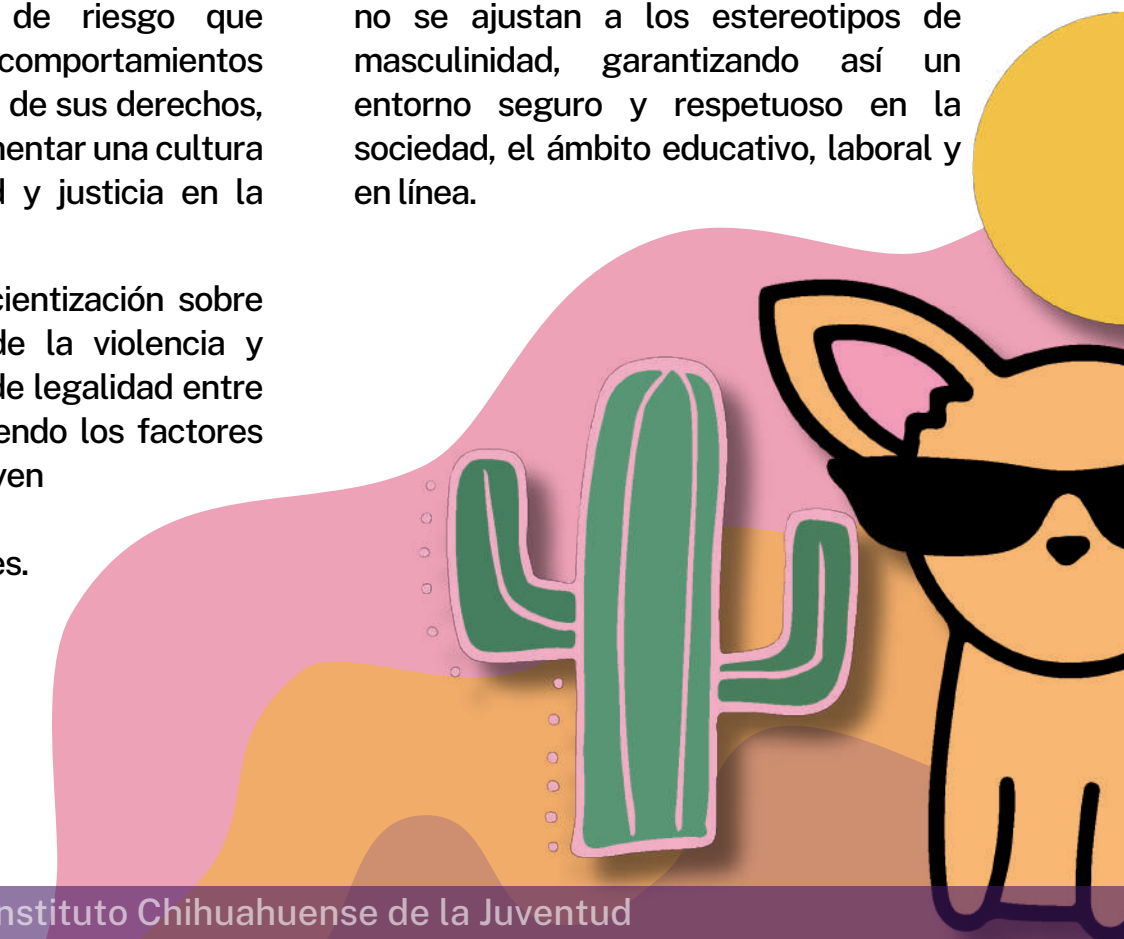 de riesgo que
comportamientos
de sus derechos,
mentar una cultura
y justicia en la
cientización sobre
de la violencia y
de legalidad entre
endo los factores
yen
es.
no se ajustan a los estereotipos de
masculinidad, garantizando así un
entorno seguro y respetuoso en la
sociedad, el ámbito educativo, laboral y
en línea.
nstituto Chihuahuense de la Juventud